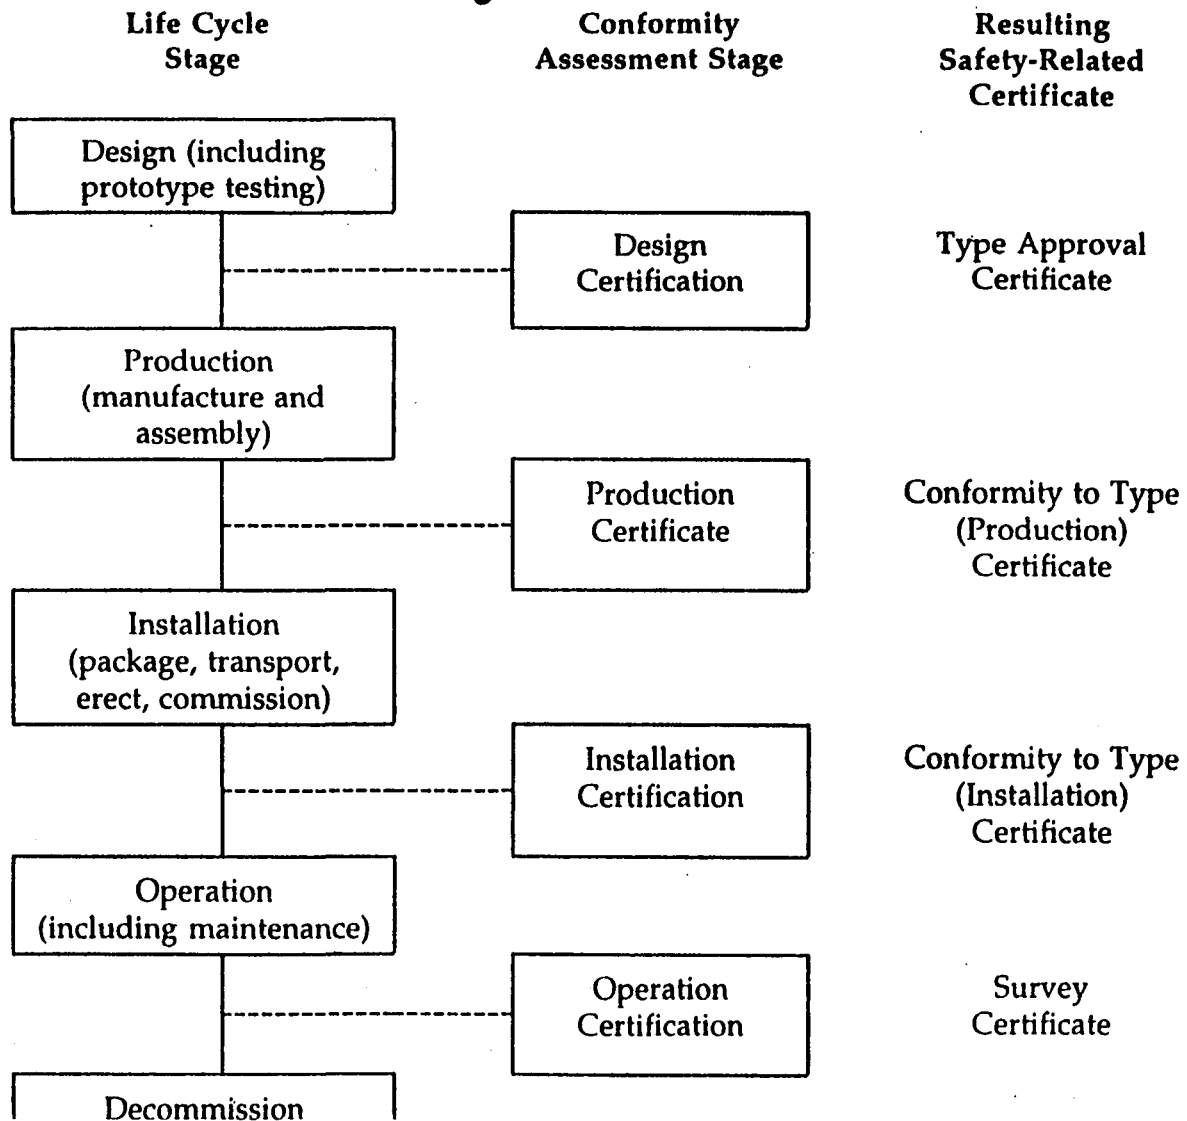 Life Cycle
Stage
Conformity
Assessment Stage
Resulting
Safety-Related
Certificate
Design (including
prototype testing)
Design
Certification
Type Approval
Certificate
Production
(manufacture and
assembly)
Production
Certificate
Conformity to Type
(Production)
Certificate
Installation
(package, transport,
erect, commission)
Installation
Certification
Conformity to Type
(Installation)
Certificate
Operation
(including maintenance)
Operation
Certification
Survey
Certificate
Decommission